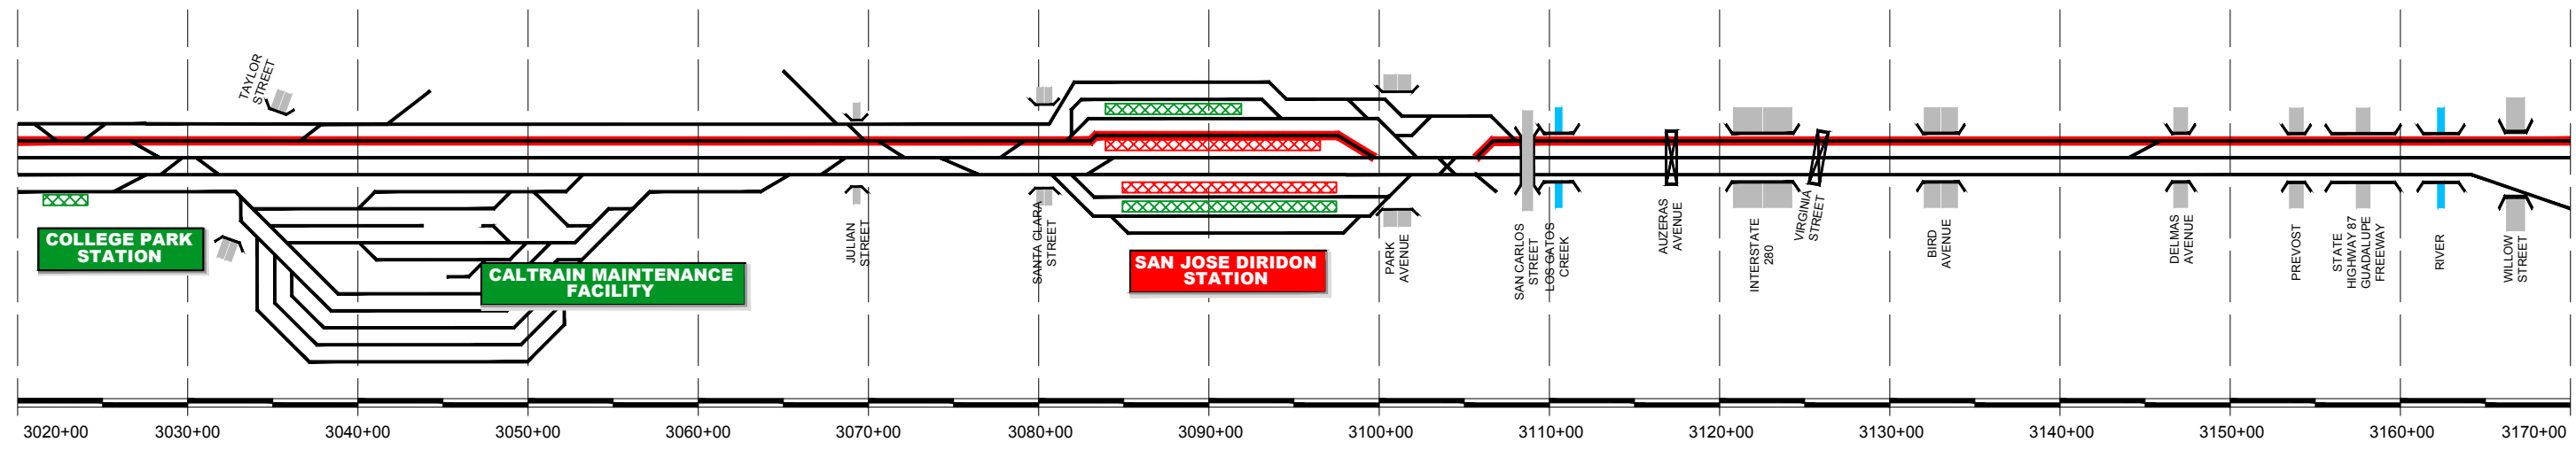 TAYLOR
STREET
COLLEGE PARK
STATION
CALTRAIN MAINTENANCE
FACILITY
JULIAN
STREET
SANTA CLARA
STREET
SAN JOSE DIRIDON
STATION
PARK
AVENUE
SAN CARLOS
STREET
LOS GATOS
CREEK
AUZERAS
AVENUE
INTERSTATE
280
VIRGINIA
STREET
BIRD
AVENUE
DELMAS
AVENUE
PREVOST
STATE
HIGHWAY 87
GUADALUPE
FREEWAY
RIVER
WILLOW
STREET
3020+00 3030+00 3040+00 3050+00 3060+00 3070+00 3080+00 3090+00 3100+00 3110+00 3120+00 3130+00 3140+00 3150+00 3160+00 3170+00